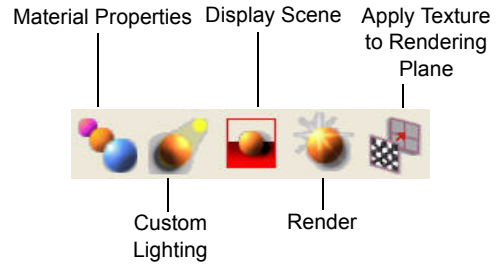 Material Properties
Display Scene
Apply Texture
to Rendering
Plane
Custom
Lighting
Render